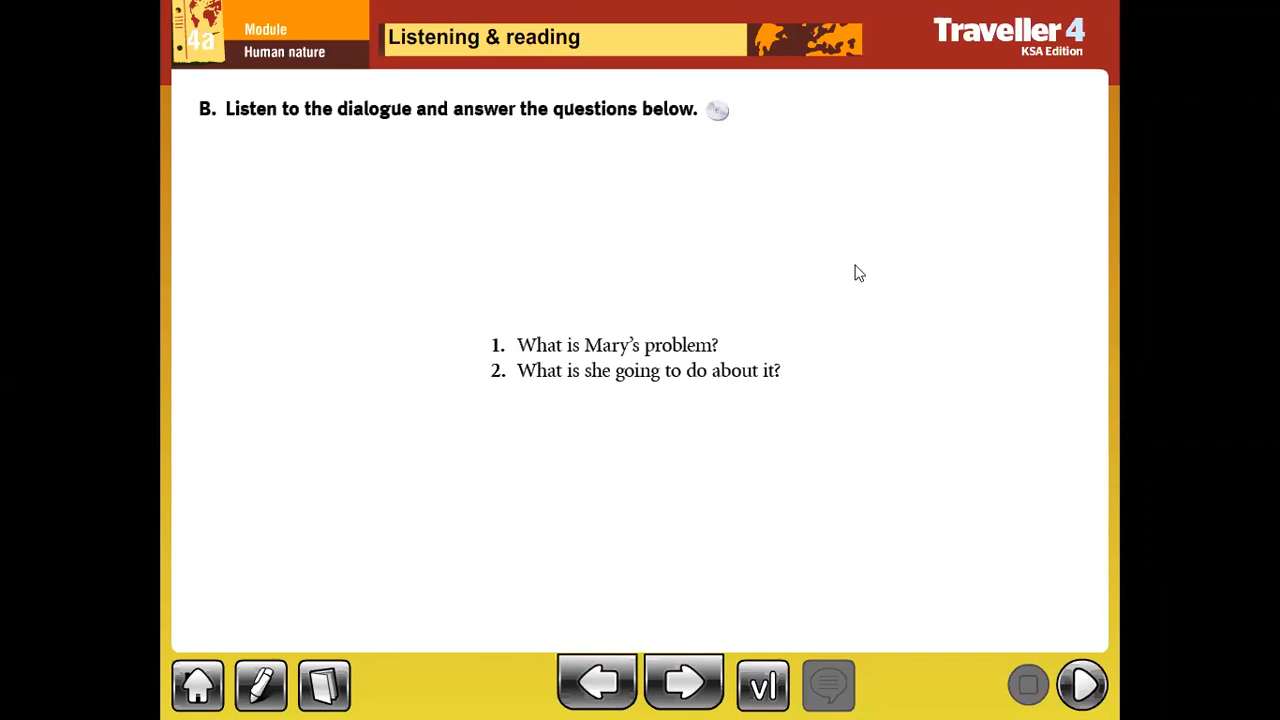 4a
Module
Human nature
Listening & reading
Traveller 4
KSA Edition
B. Listen to the dialogue and answer the questions below.
1. What is Mary's problem?
2. What is she going to do about it?
vl